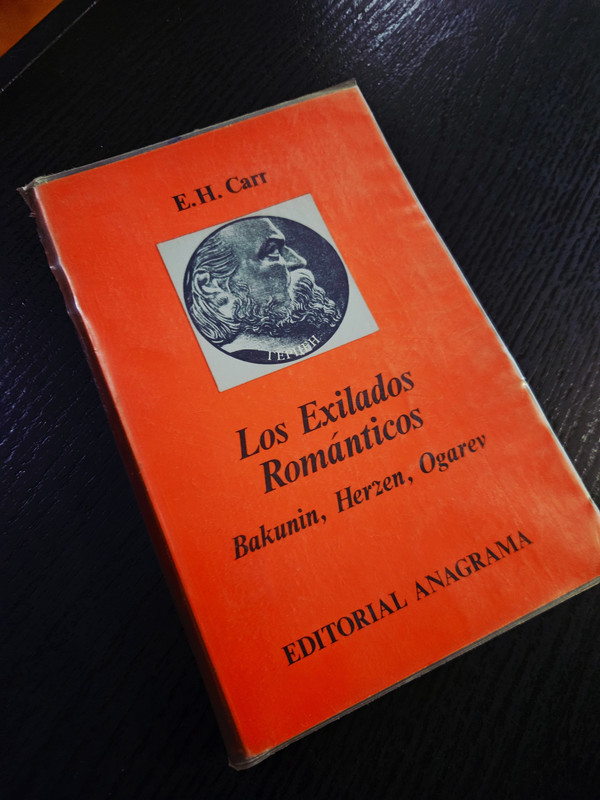 E. H. Carr
ГЕРЦЕН
Los Exilados
Románticos
Bakunin, Herzen, Ogarev
EDITORIAL ANAGRAMA